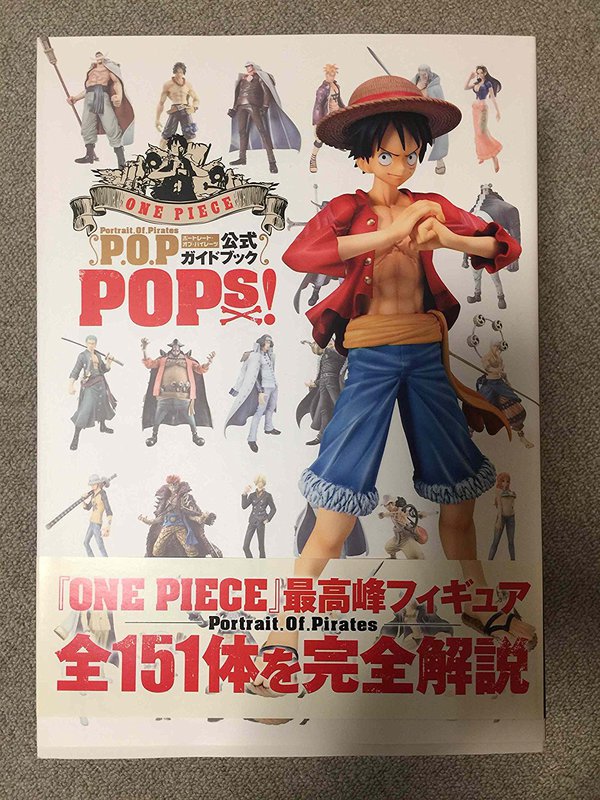 ONE PIECE
Portrait.Of.Pirates
P.O.P ポートレート・オブ・パイレーツ 公式ガイドブック
POPs!
『ONE PIECE』最高峰フィギュア
Portrait.Of.Pirates
全151体を完全解説